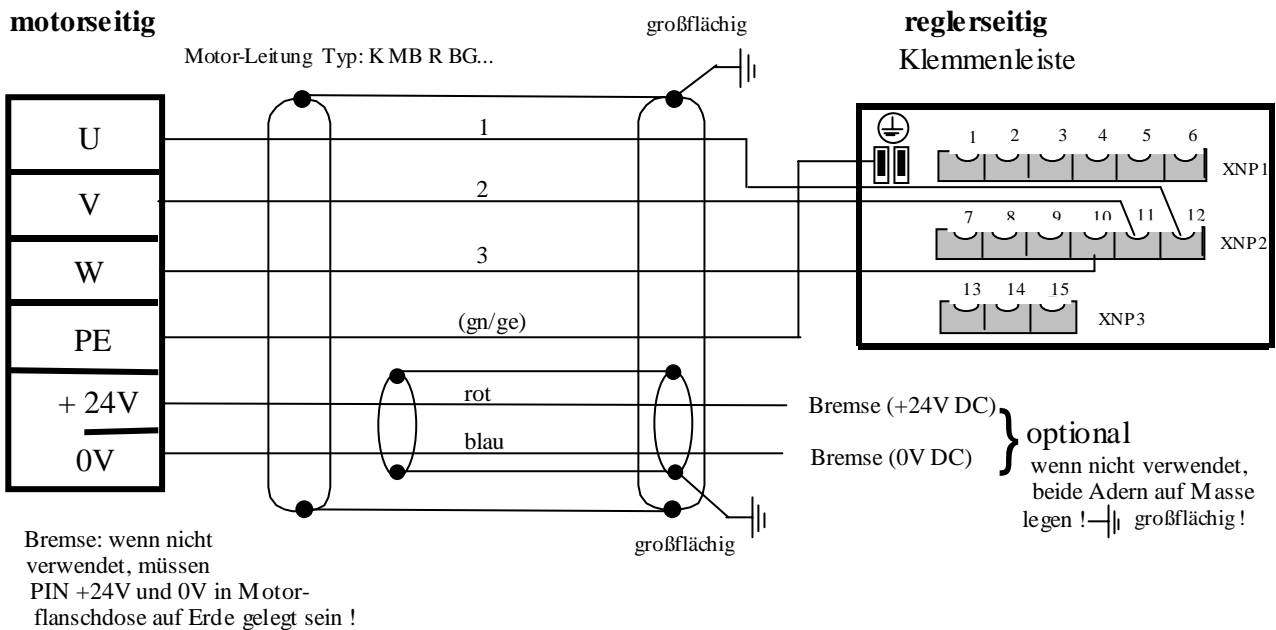 motorseitig
großflächig
reglerseitig
Motor-Leitung Typ: K MB R BG...
Klemmenleiste
U
1
1 2 3 4 5 6
XNP1
V
2
7 8 9 10 11 12
XNP2
W
3
13 14 15
XNP3
PE
(gn/ge)
+ 24V
rot
Bremse (+24V DC)
0V
blau
Bremse (0V DC)
optional
wenn nicht verwendet,
beide Adern auf Masse
legen ! großflächig !
großflächig
Bremse: wenn nicht
verwendet, müssen
PIN +24V und 0V in Motor-
flanschdose auf Erde gelegt sein !